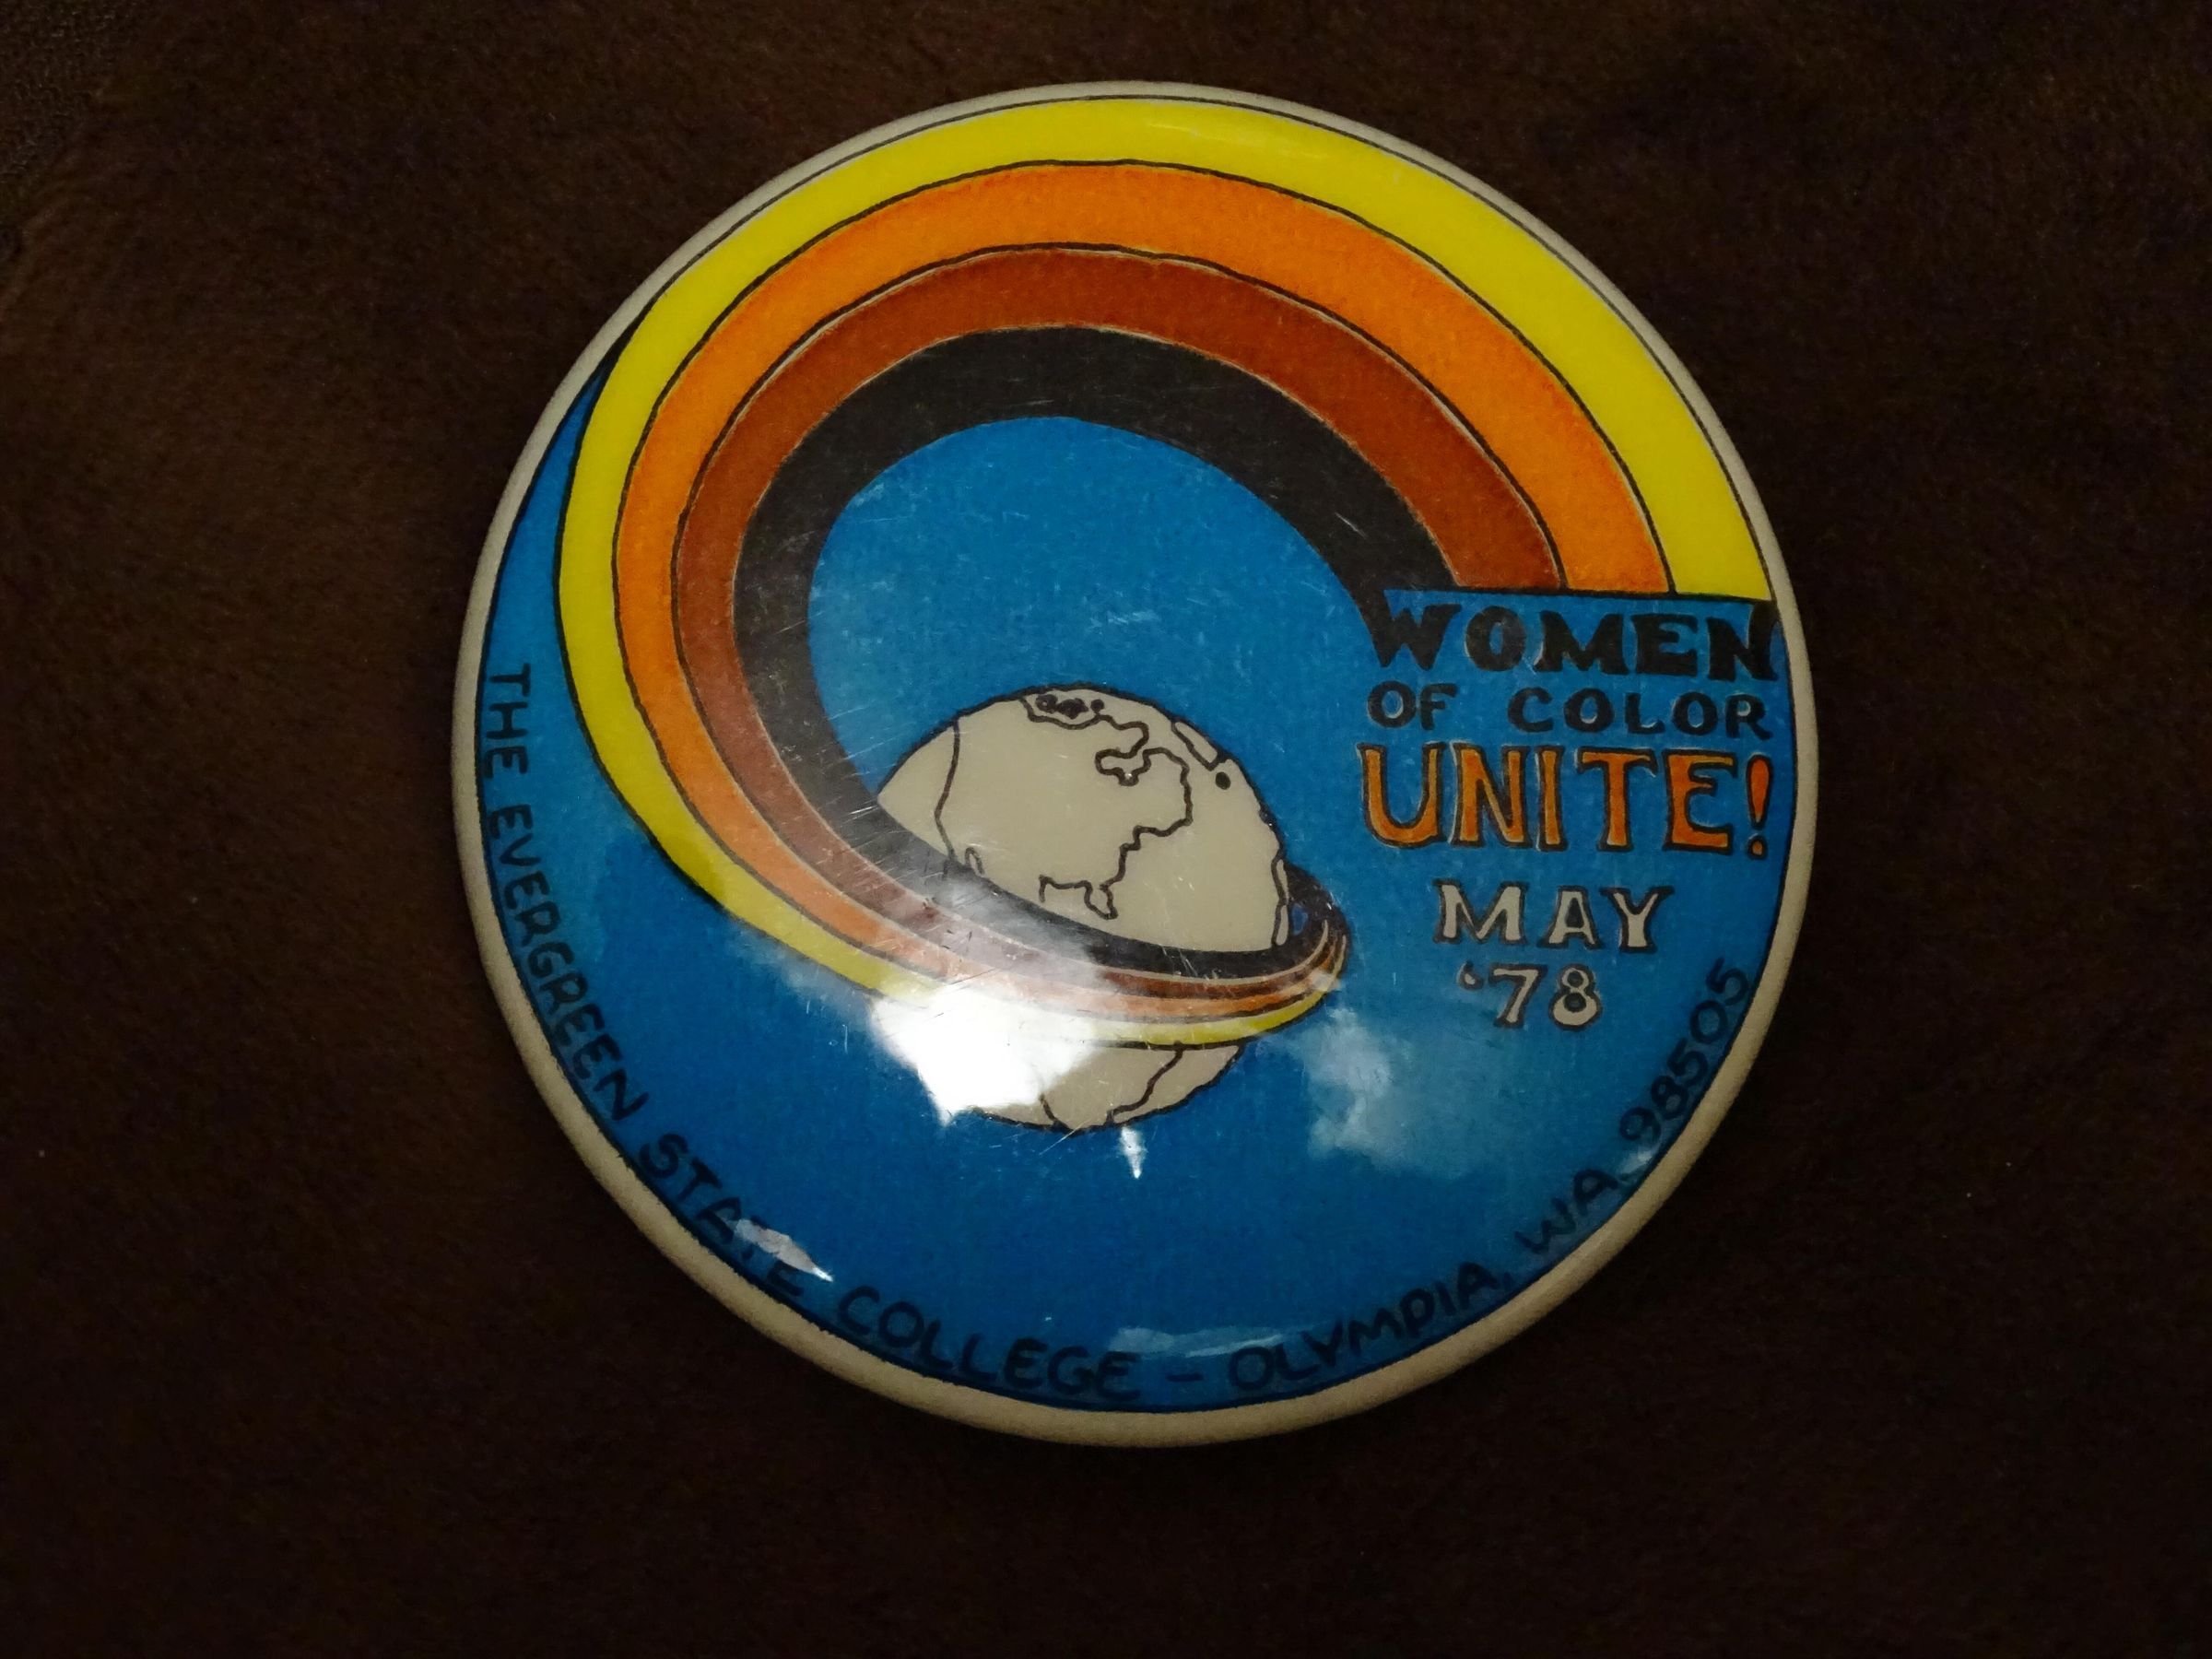 WOMEN
OF COLOR
UNITE!
MAY
'78
THE EVERGREEN STATE COLLEGE - OLYMPIA, WA 98505